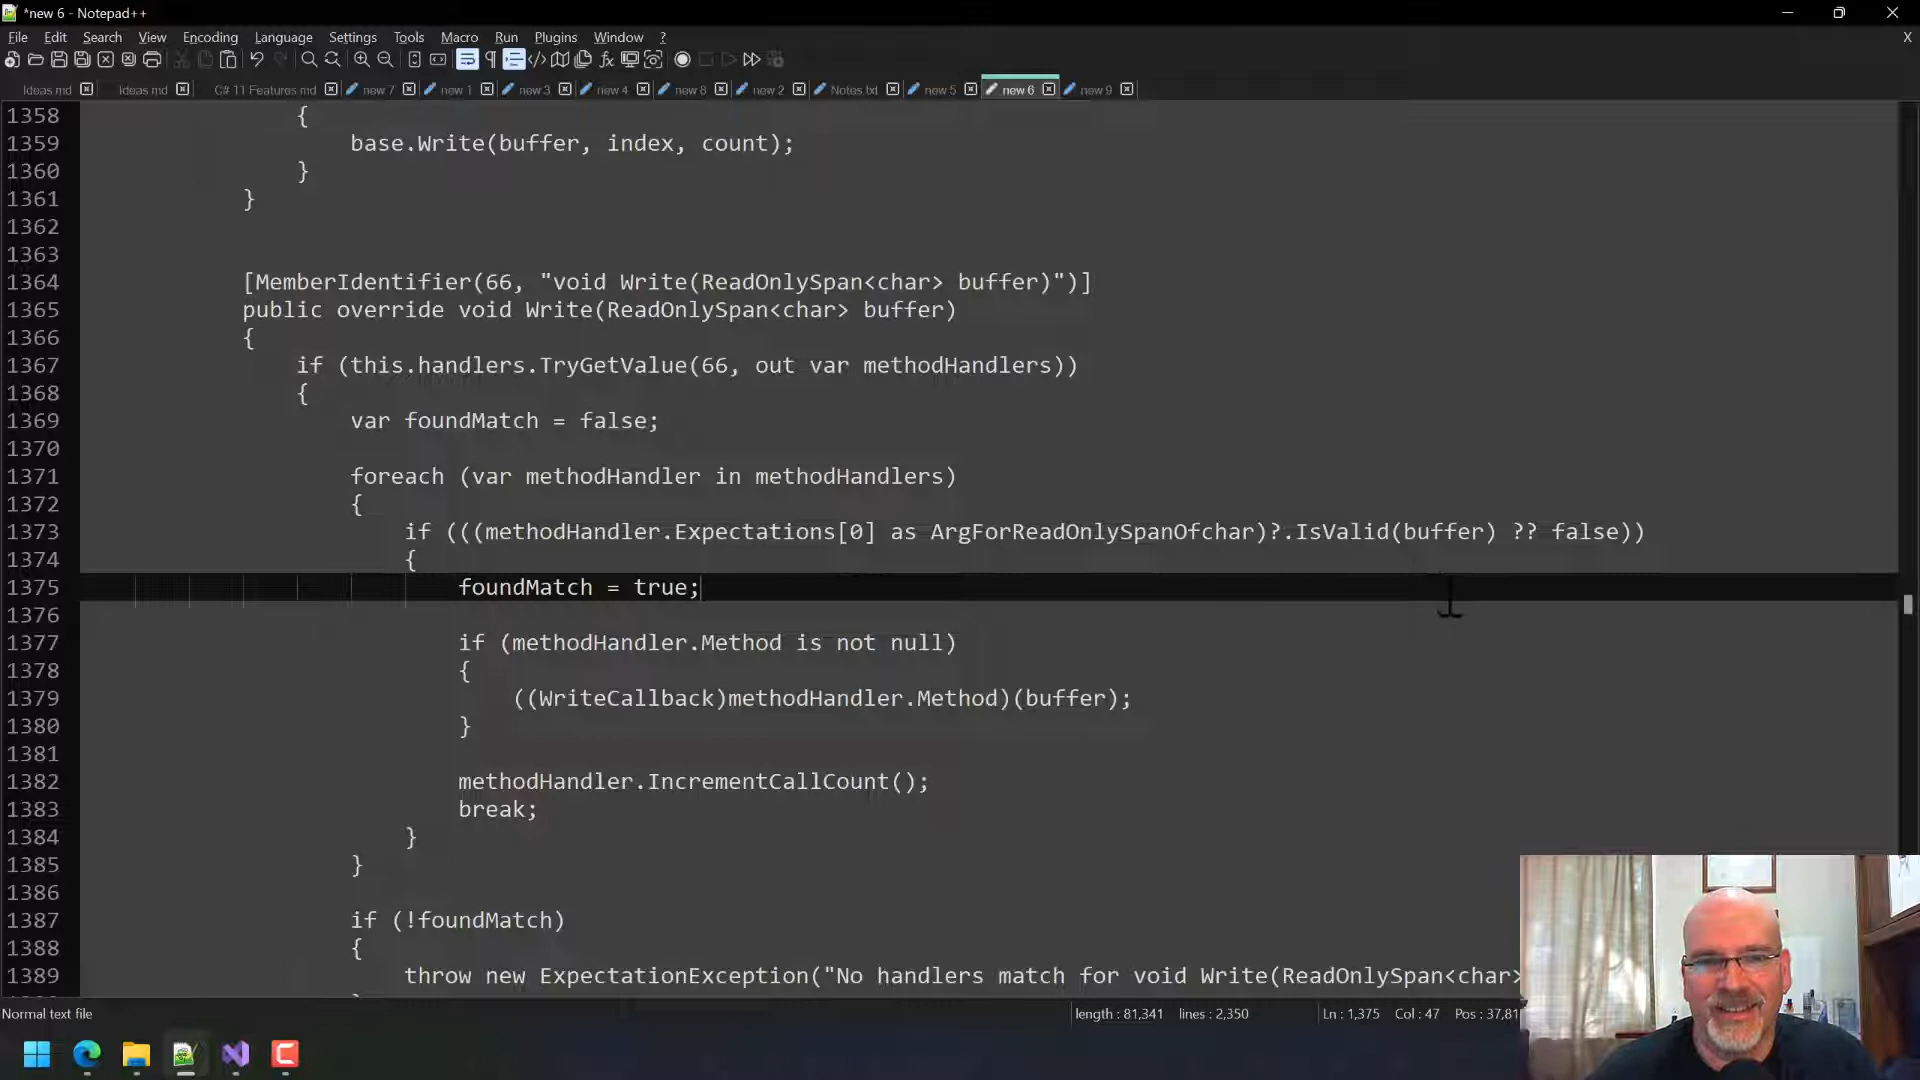 *new 6 - Notepad++
File Edit Search View Encoding Language Settings Tools Macro Run Plugins Window ? X
Ideas md Ideas md C# 11 Features.md new 7 new 1 new 3 new 4 new 8 new 2 Notes.txt new 5 new 6 new 9
1358 {
1359 base.Write(buffer, index, count);
1360 }
1361 }
1362
1363
1364 [MemberIdentifier(66, "void Write(ReadOnlySpan<char> buffer)")]
1365 public override void Write(ReadOnlySpan<char> buffer)
1366 {
1367 if (this.handlers.TryGetValue(66, out var methodHandlers))
1368 {
1369 var foundMatch = false;
1370
1371 foreach (var methodHandler in methodHandlers)
1372 {
1373 if (((methodHandler.Expectations[0] as ArgForReadOnlySpanOfchar)?.IsValid(buffer) ?? false))
1374 {
1375 foundMatch = true;
1376
1377 if (methodHandler.Method is not null)
1378 {
1379 ((WriteCallback)methodHandler.Method)(buffer);
1380 }
1381
1382 methodHandler.IncrementCallCount();
1383 break;
1384 }
1385 }
1386
1387 if (!foundMatch)
1388 {
1389 throw new ExpectationException("No handlers match for void Write(ReadOnlySpan<char>
Normal text file length : 81,341 lines : 2,350 Ln : 1,375 Col : 47 Pos : 37,81